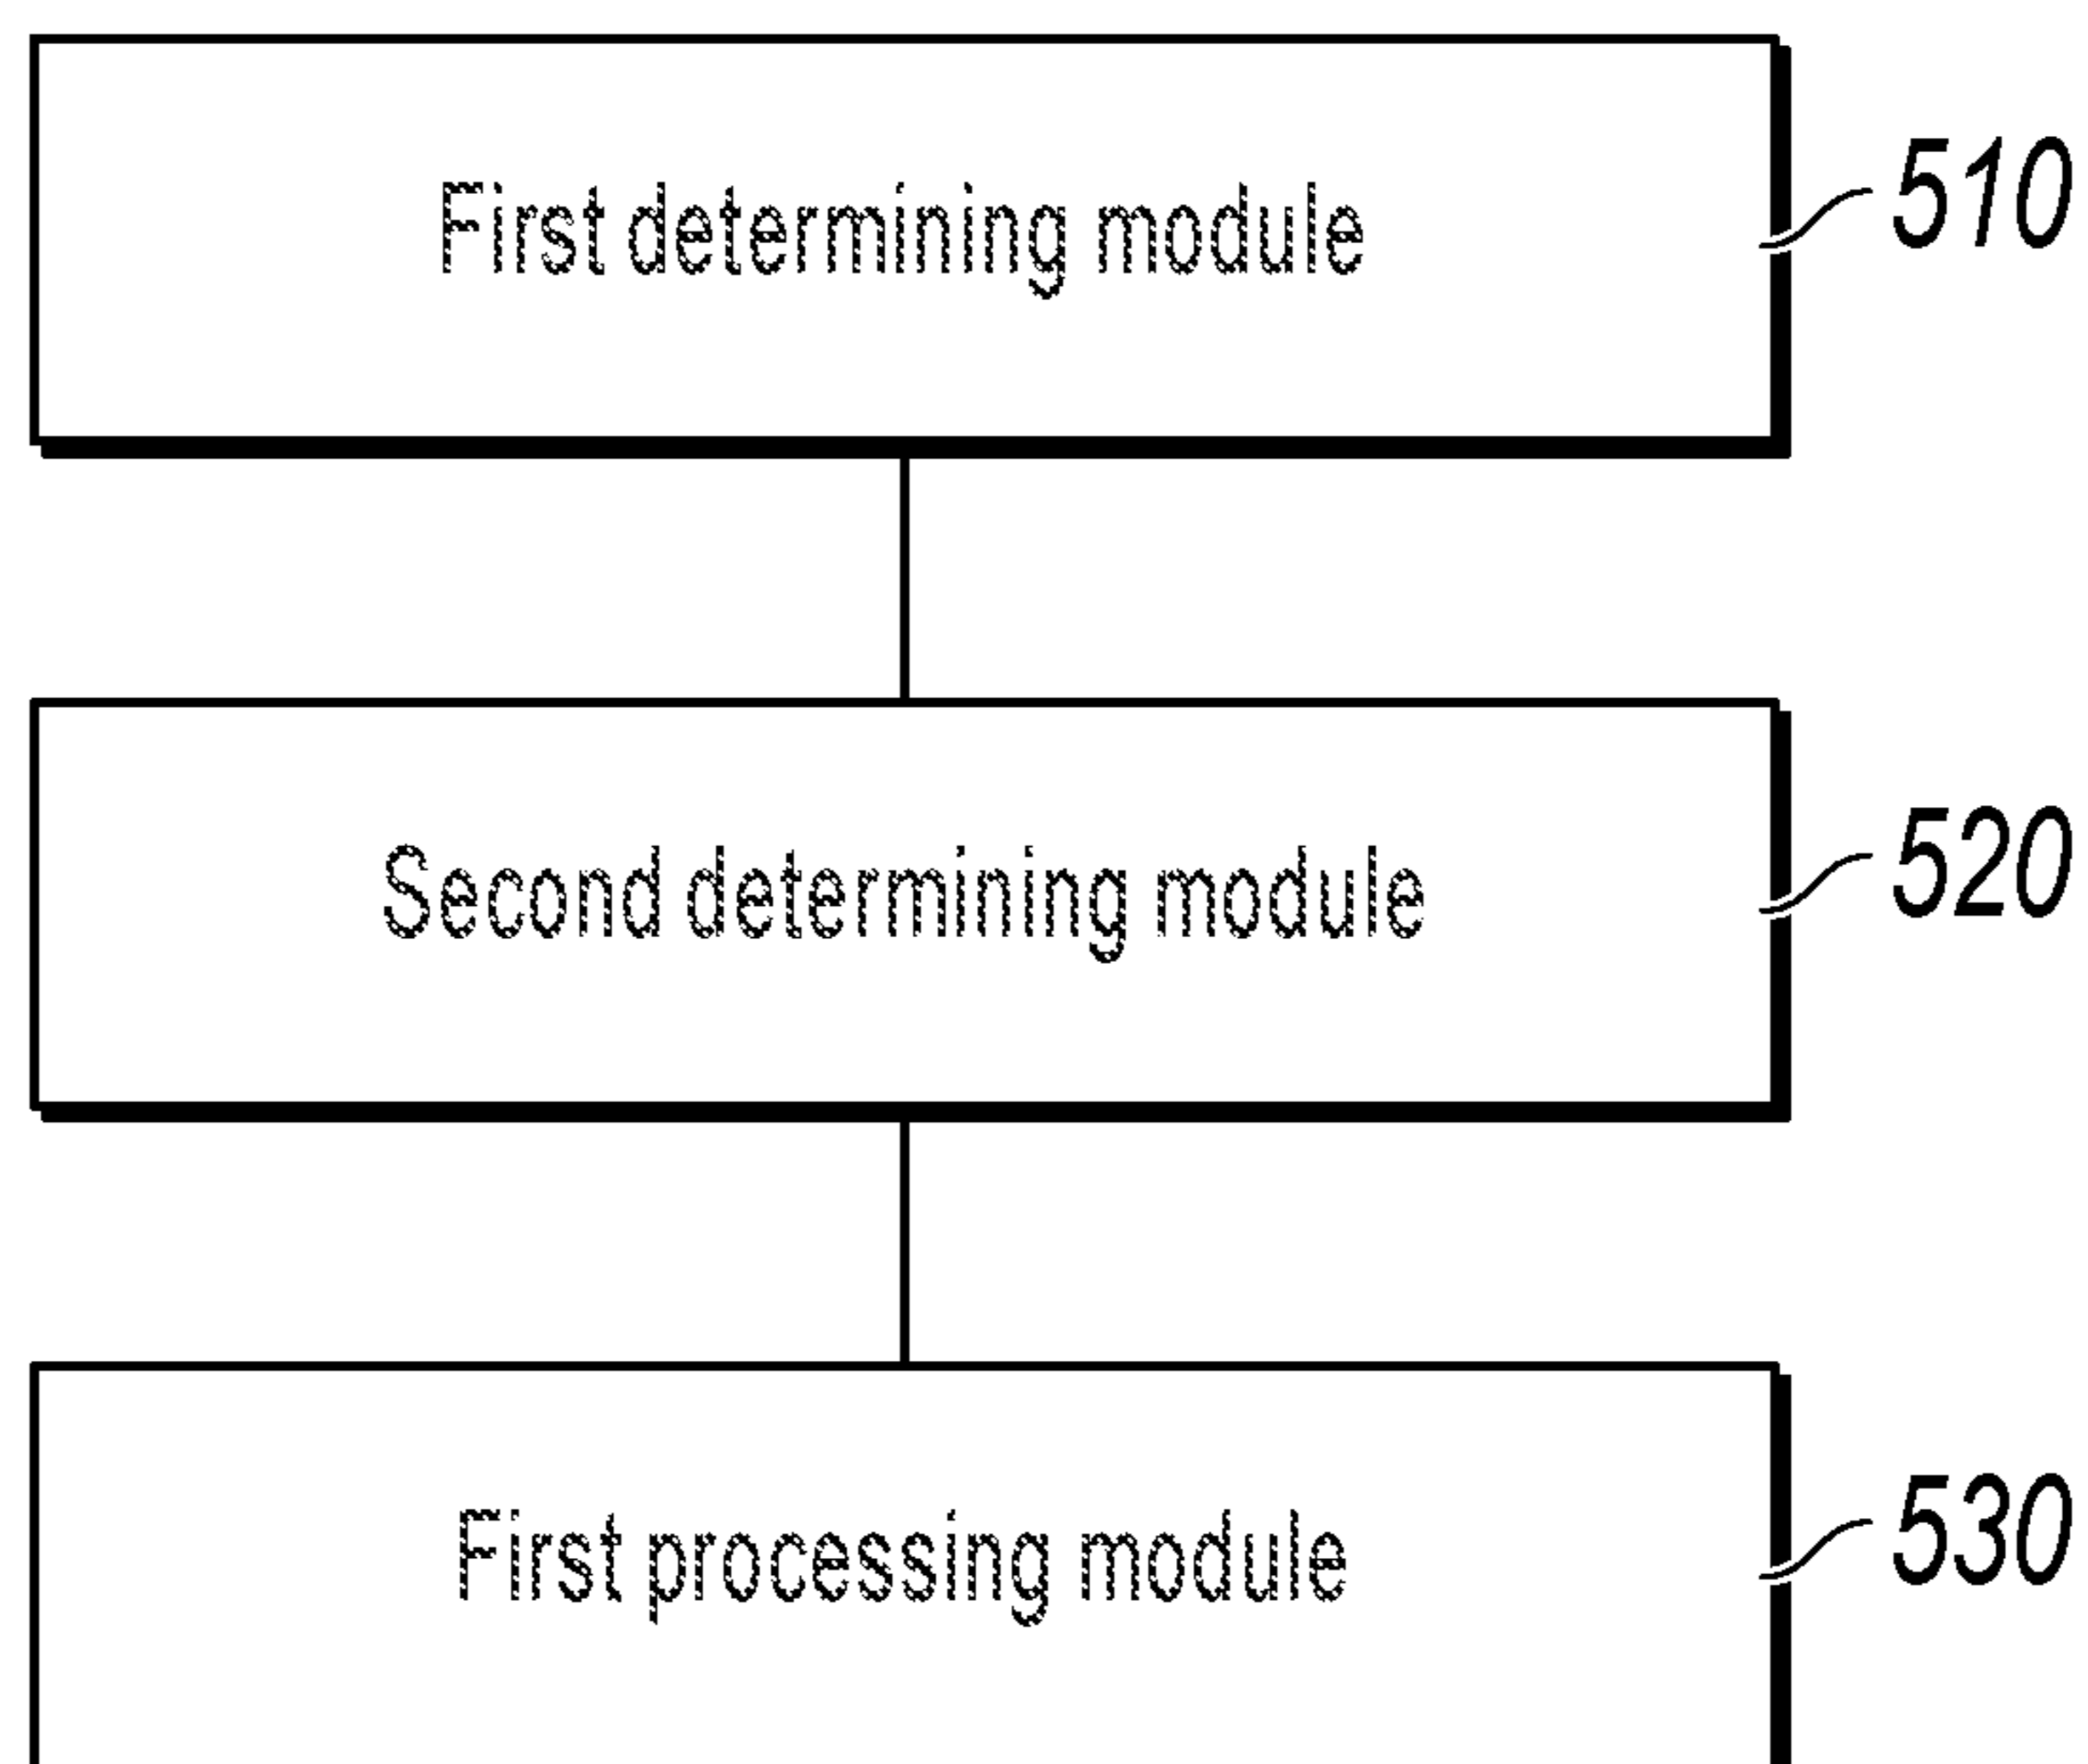 First determining module 510
Second determining module 520
First processing module 530